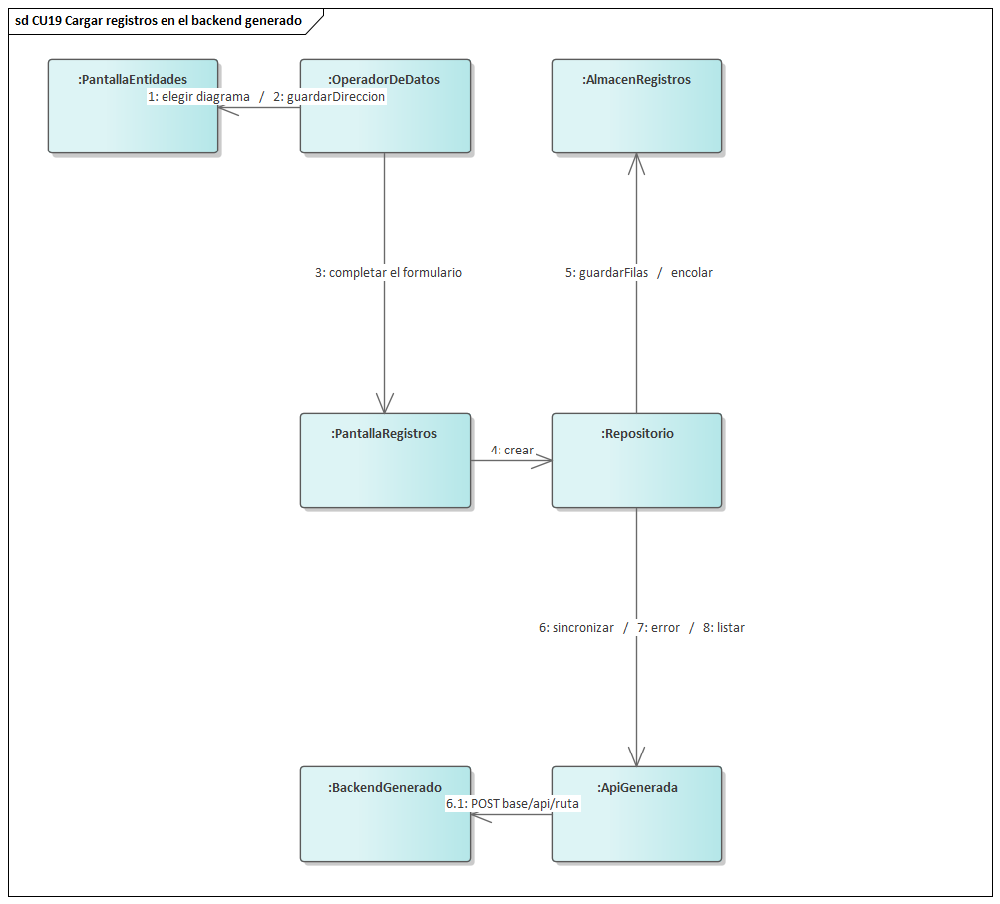 sd CU19 Cargar registros en el backend generado
:PantallaEntidades
:OperadorDeDatos
:AlmacenRegistros
1: elegir diagrama / 2: guardarDireccion
3: completar el formulario
5: guardarFilas / encolar
:PantallaRegistros
:Repositorio
4: crear
6: sincronizar / 7: error / 8: listar
:BackendGenerado
:ApiGenerada
6.1: POST base/api/ruta